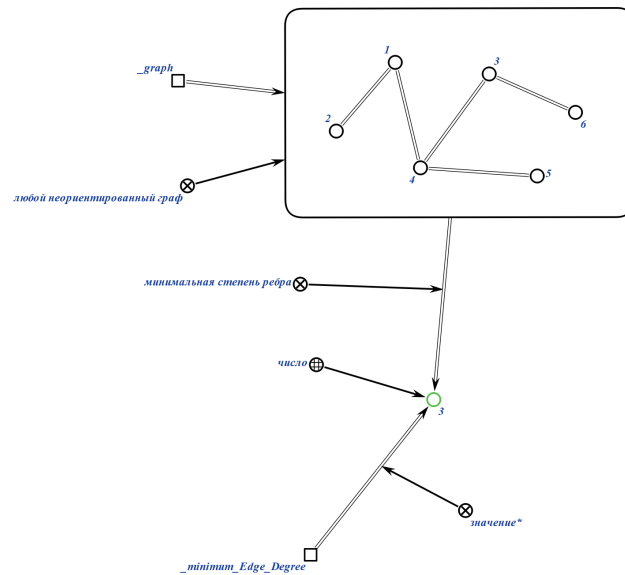 _graph
1
3
2
6
4
5
любой неориентированный граф
минимальная степень ребра
число
3
значение*
_minimum_Edge_Degree